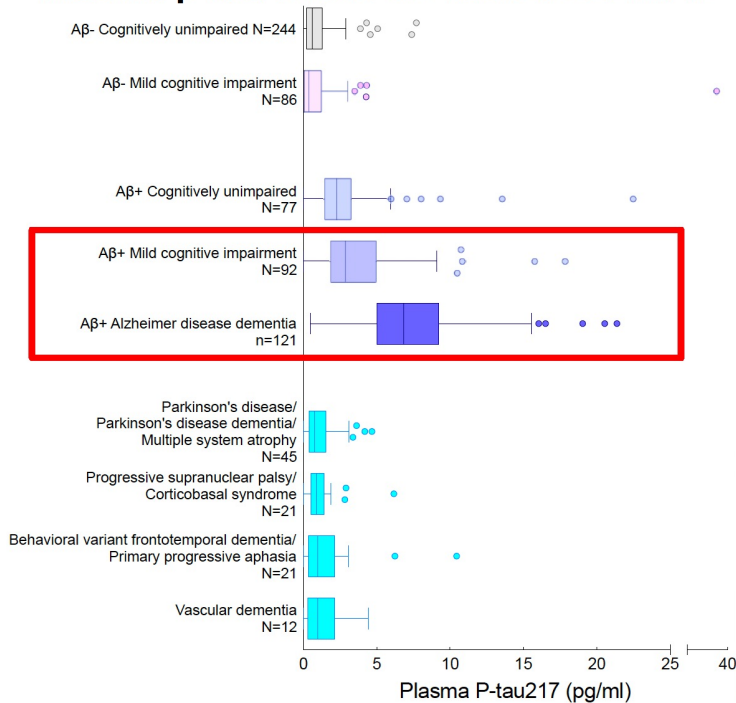 Aβ- Cognitively unimpaired N=244
Aβ- Mild cognitive impairment
N=86
Aβ+ Cognitively unimpaired
N=77
Aβ+ Mild cognitive impairment
N=92
Aβ+ Alzheimer disease dementia
n=121
Parkinson's disease/
Parkinson's disease dementia/
Multiple system atrophy
N=45
Progressive supranuclear palsy/
Corticobasal syndrome
N=21
Behavioral variant frontotemporal dementia/
Primary progressive aphasia
N=21
Vascular dementia
N=12
0 5 10 15 20 25 40
Plasma P-tau217 (pg/ml)